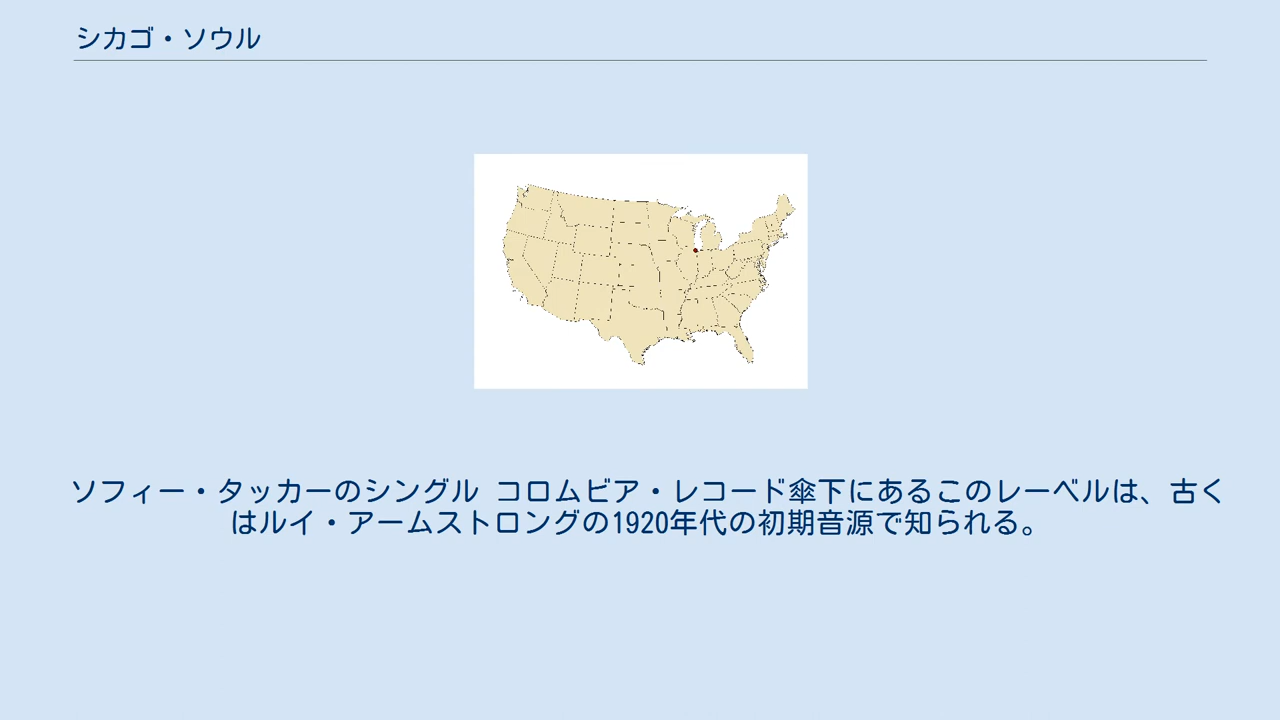 シカゴ・ソウル
ソフィー・タッカーのシングル コロムビア・レコード傘下にあるこのレーベルは、古く
はルイ・アームストロングの1920年代の初期音源で知られる。